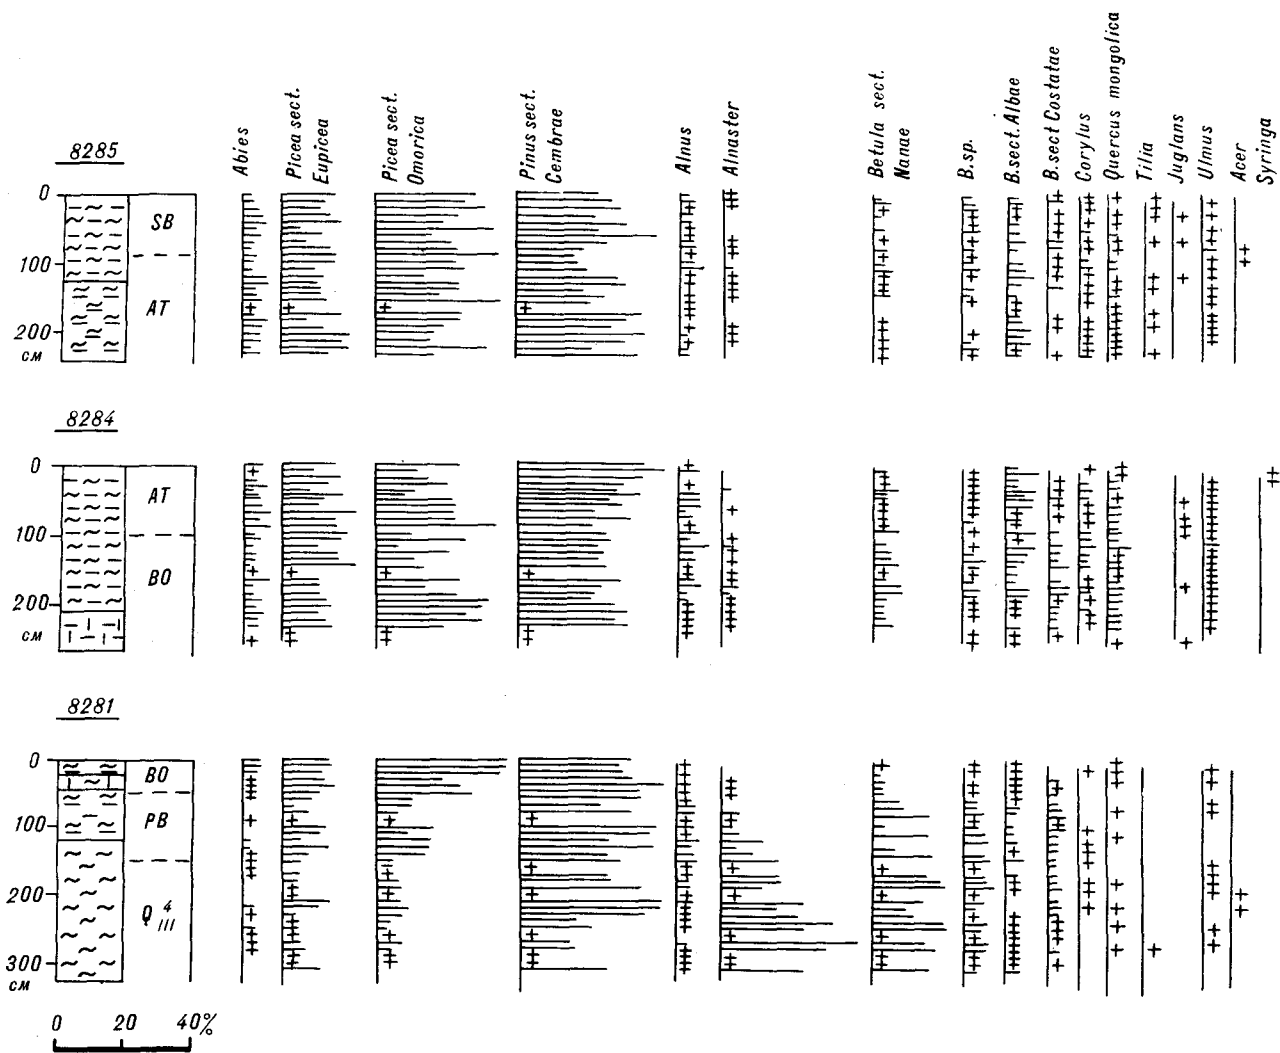 Abies
Picea sect.
Eupicea
Picea sect.
Omorica
Pinus sect.
Cembrae
Alnus
Alnaster
Betula sect.
Nanae
B.sp.
B.sect.Albae
B.sect Costatae
Corylus
Quercus mongolica
Tilia
Juglans
Ulmus
Acer
Syringa
8285
0
100
200
см
SB
AT
8284
0
100
200
см
AT
BO
8281
0
100
200
300
см
BO
PB
Q 4 III
0 20 40%